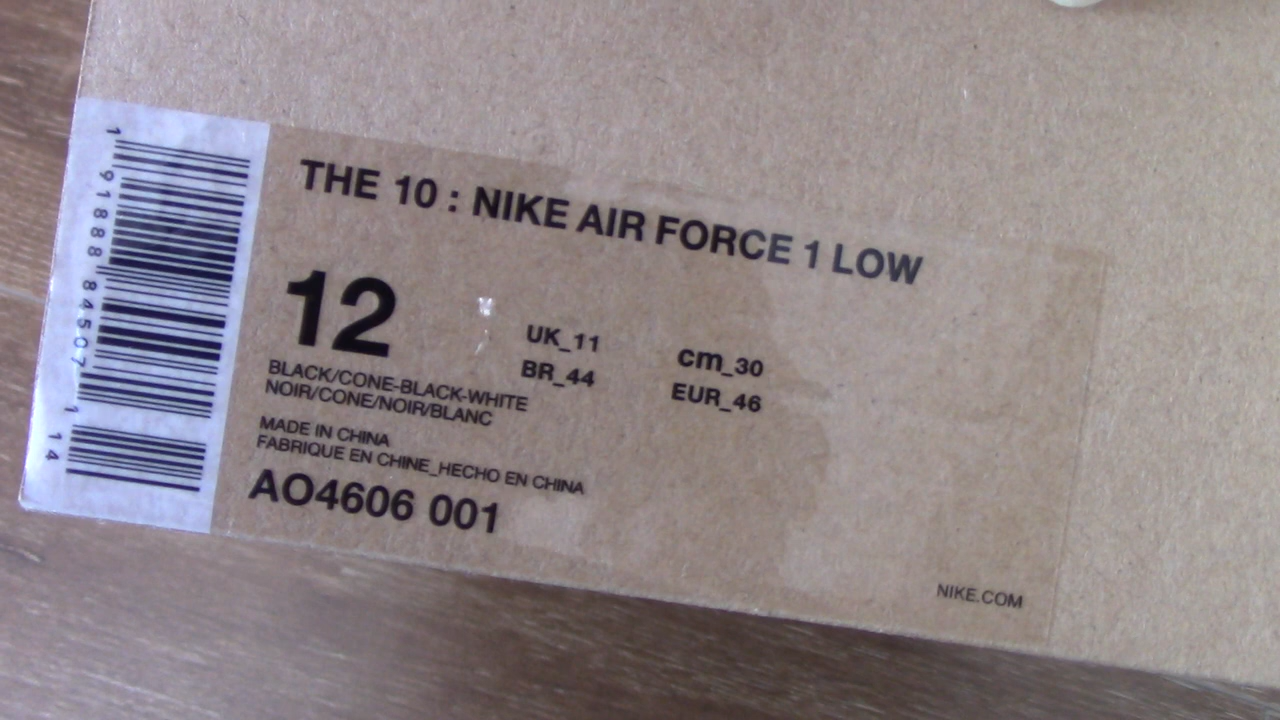 THE 10 : NIKE AIR FORCE 1 LOW
12
UK_11 cm_30
BR_44 EUR_46
BLACK/CONE-BLACK-WHITE
NOIR/CONE/NOIR/BLANC
MADE IN CHINA
FABRIQUE EN CHINE_HECHO EN CHINA
AO4606 001
NIKE.COM
1 91888 84507 1 14